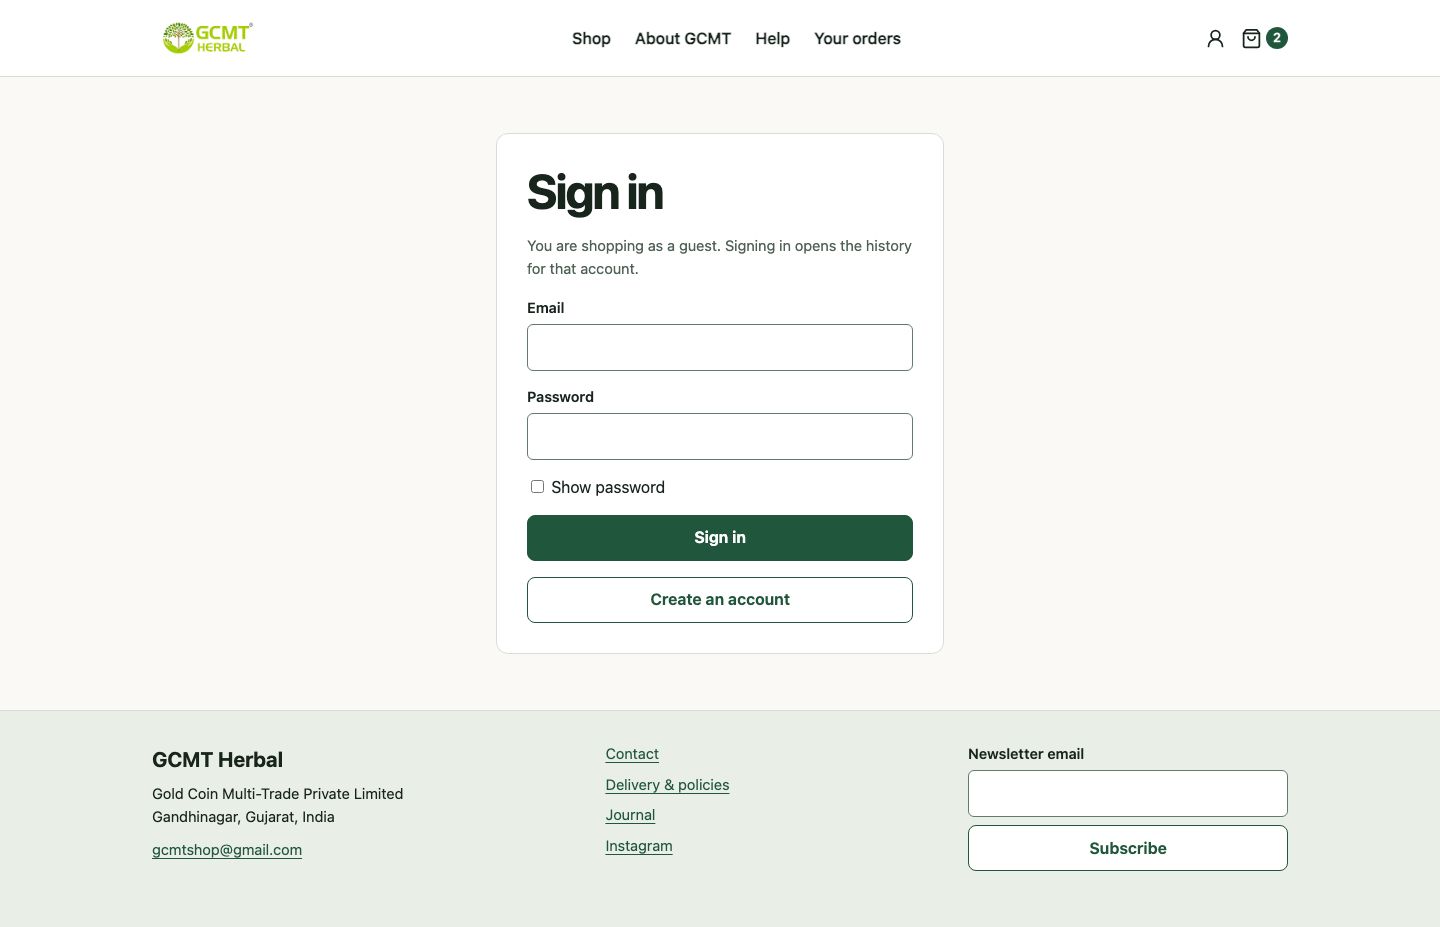 GCMT®
HERBAL
Shop
About GCMT
Help
Your orders
2
Sign in
You are shopping as a guest. Signing in opens the history
for that account.
Email
Password
Show password
Sign in
Create an account
GCMT Herbal
Gold Coin Multi-Trade Private Limited
Gandhinagar, Gujarat, India
gcmtshop@gmail.com
Contact
Delivery & policies
Journal
Instagram
Newsletter email
Subscribe